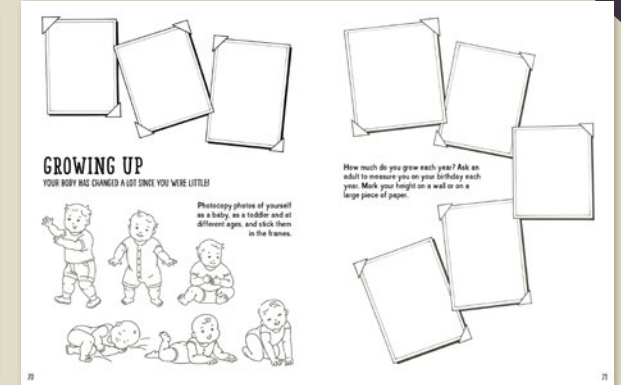 GROWING UP
YOUR BODY HAS CHANGED A LOT SINCE YOU WERE LITTLE!
Photocopy photos of yourself
as a baby, as a toddler and at
different ages, and stick them
in the frames.
70
How much do you grow each year? Ask an
adult to measure you on your birthday each
year. Mark your height on a wall or on a
large piece of paper.
71